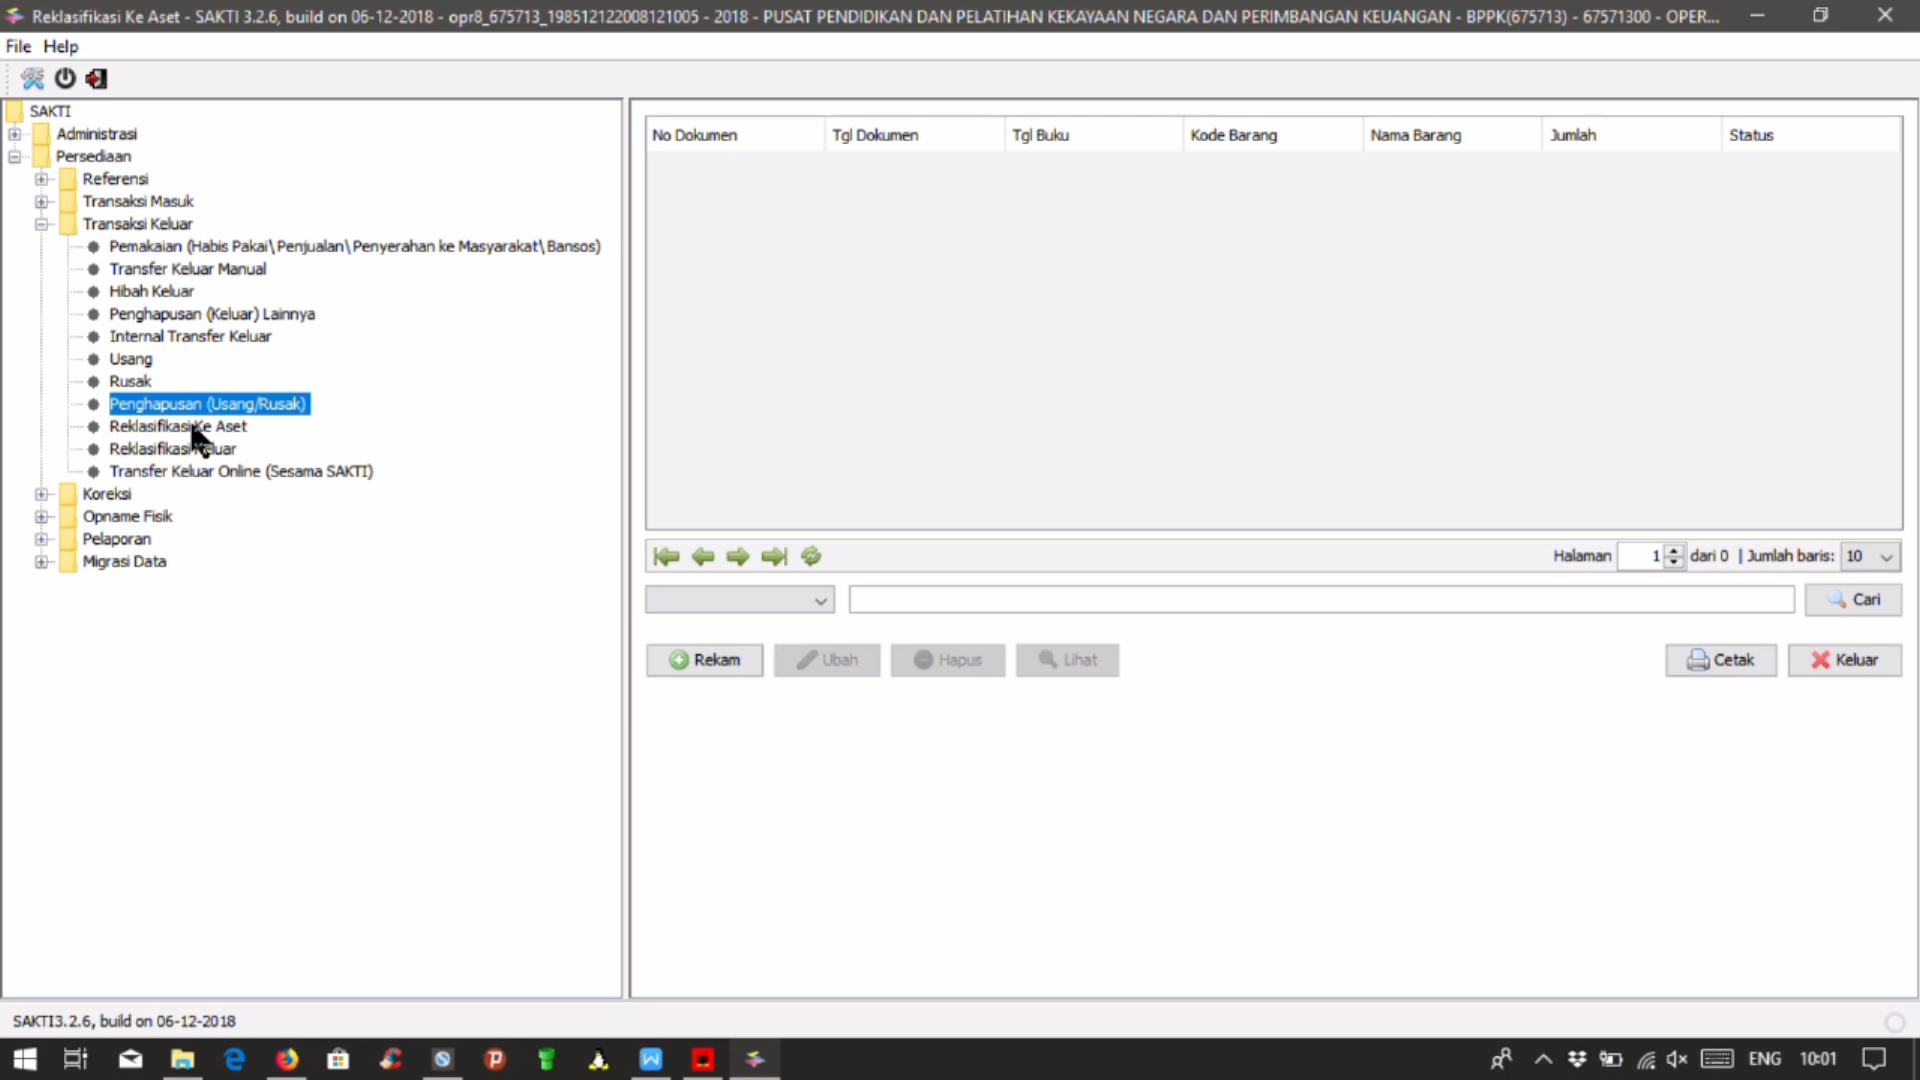 Reklasifikasi Ke Aset - SAKTI 3.2.6, build on 06-12-2018 - opr8_675713_198512122008121005 - 2018 - PUSAT PENDIDIKAN DAN PELATIHAN KEKAYAAN NEGARA DAN PERIMBANGAN KEUANGAN - BPPK(675713) - 67571300 - OPER...
File Help
SAKTI
Administrasi
Persediaan
Referensi
Transaksi Masuk
Transaksi Keluar
Pemakaian (Habis Pakai\Penjualan\Penyerahan ke Masyarakat\Bansos)
Transfer Keluar Manual
Hibah Keluar
Penghapusan (Keluar) Lainnya
Internal Transfer Keluar
Usang
Rusak
Penghapusan (Usang/Rusak)
Reklasifikasi Ke Aset
Reklasifikasi Keluar
Transfer Keluar Online (Sesama SAKTI)
Koreksi
Opname Fisik
Pelaporan
Migrasi Data
No Dokumen Tgl Dokumen Tgl Buku Kode Barang Nama Barang Jumlah Status
Halaman 1 dari 0 | Jumlah baris: 10
Cari
Rekam Ubah Hapus Lihat Cetak Keluar
SAKTI3.2.6, build on 06-12-2018
ENG 10:01